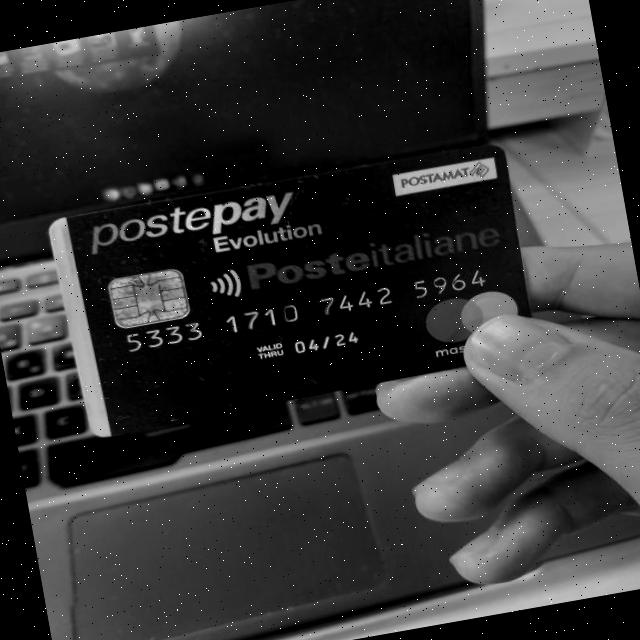 POSTAMAT
postepay
Evolution
Posteitaliane
5333 1710 7442 5964
VALID THRU 04/24